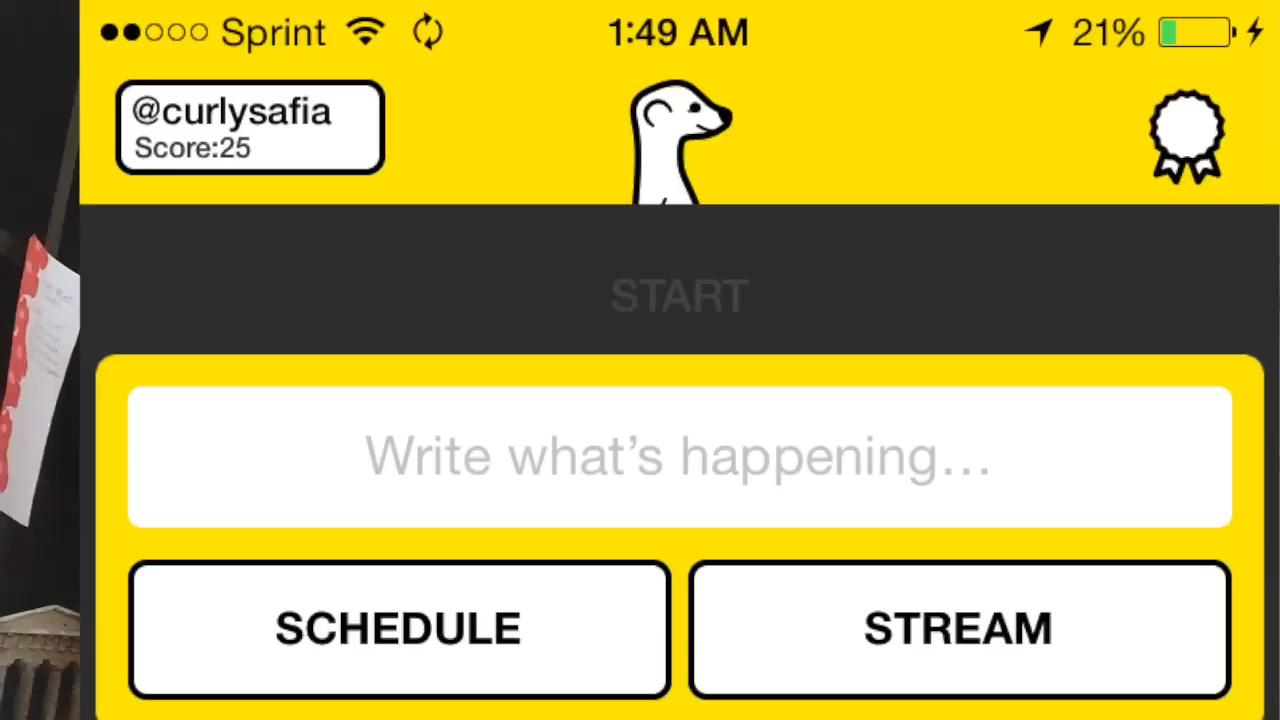 Sprint 1:49 AM 21%
@curlysafia
Score:25
START
Write what's happening...
SCHEDULE STREAM